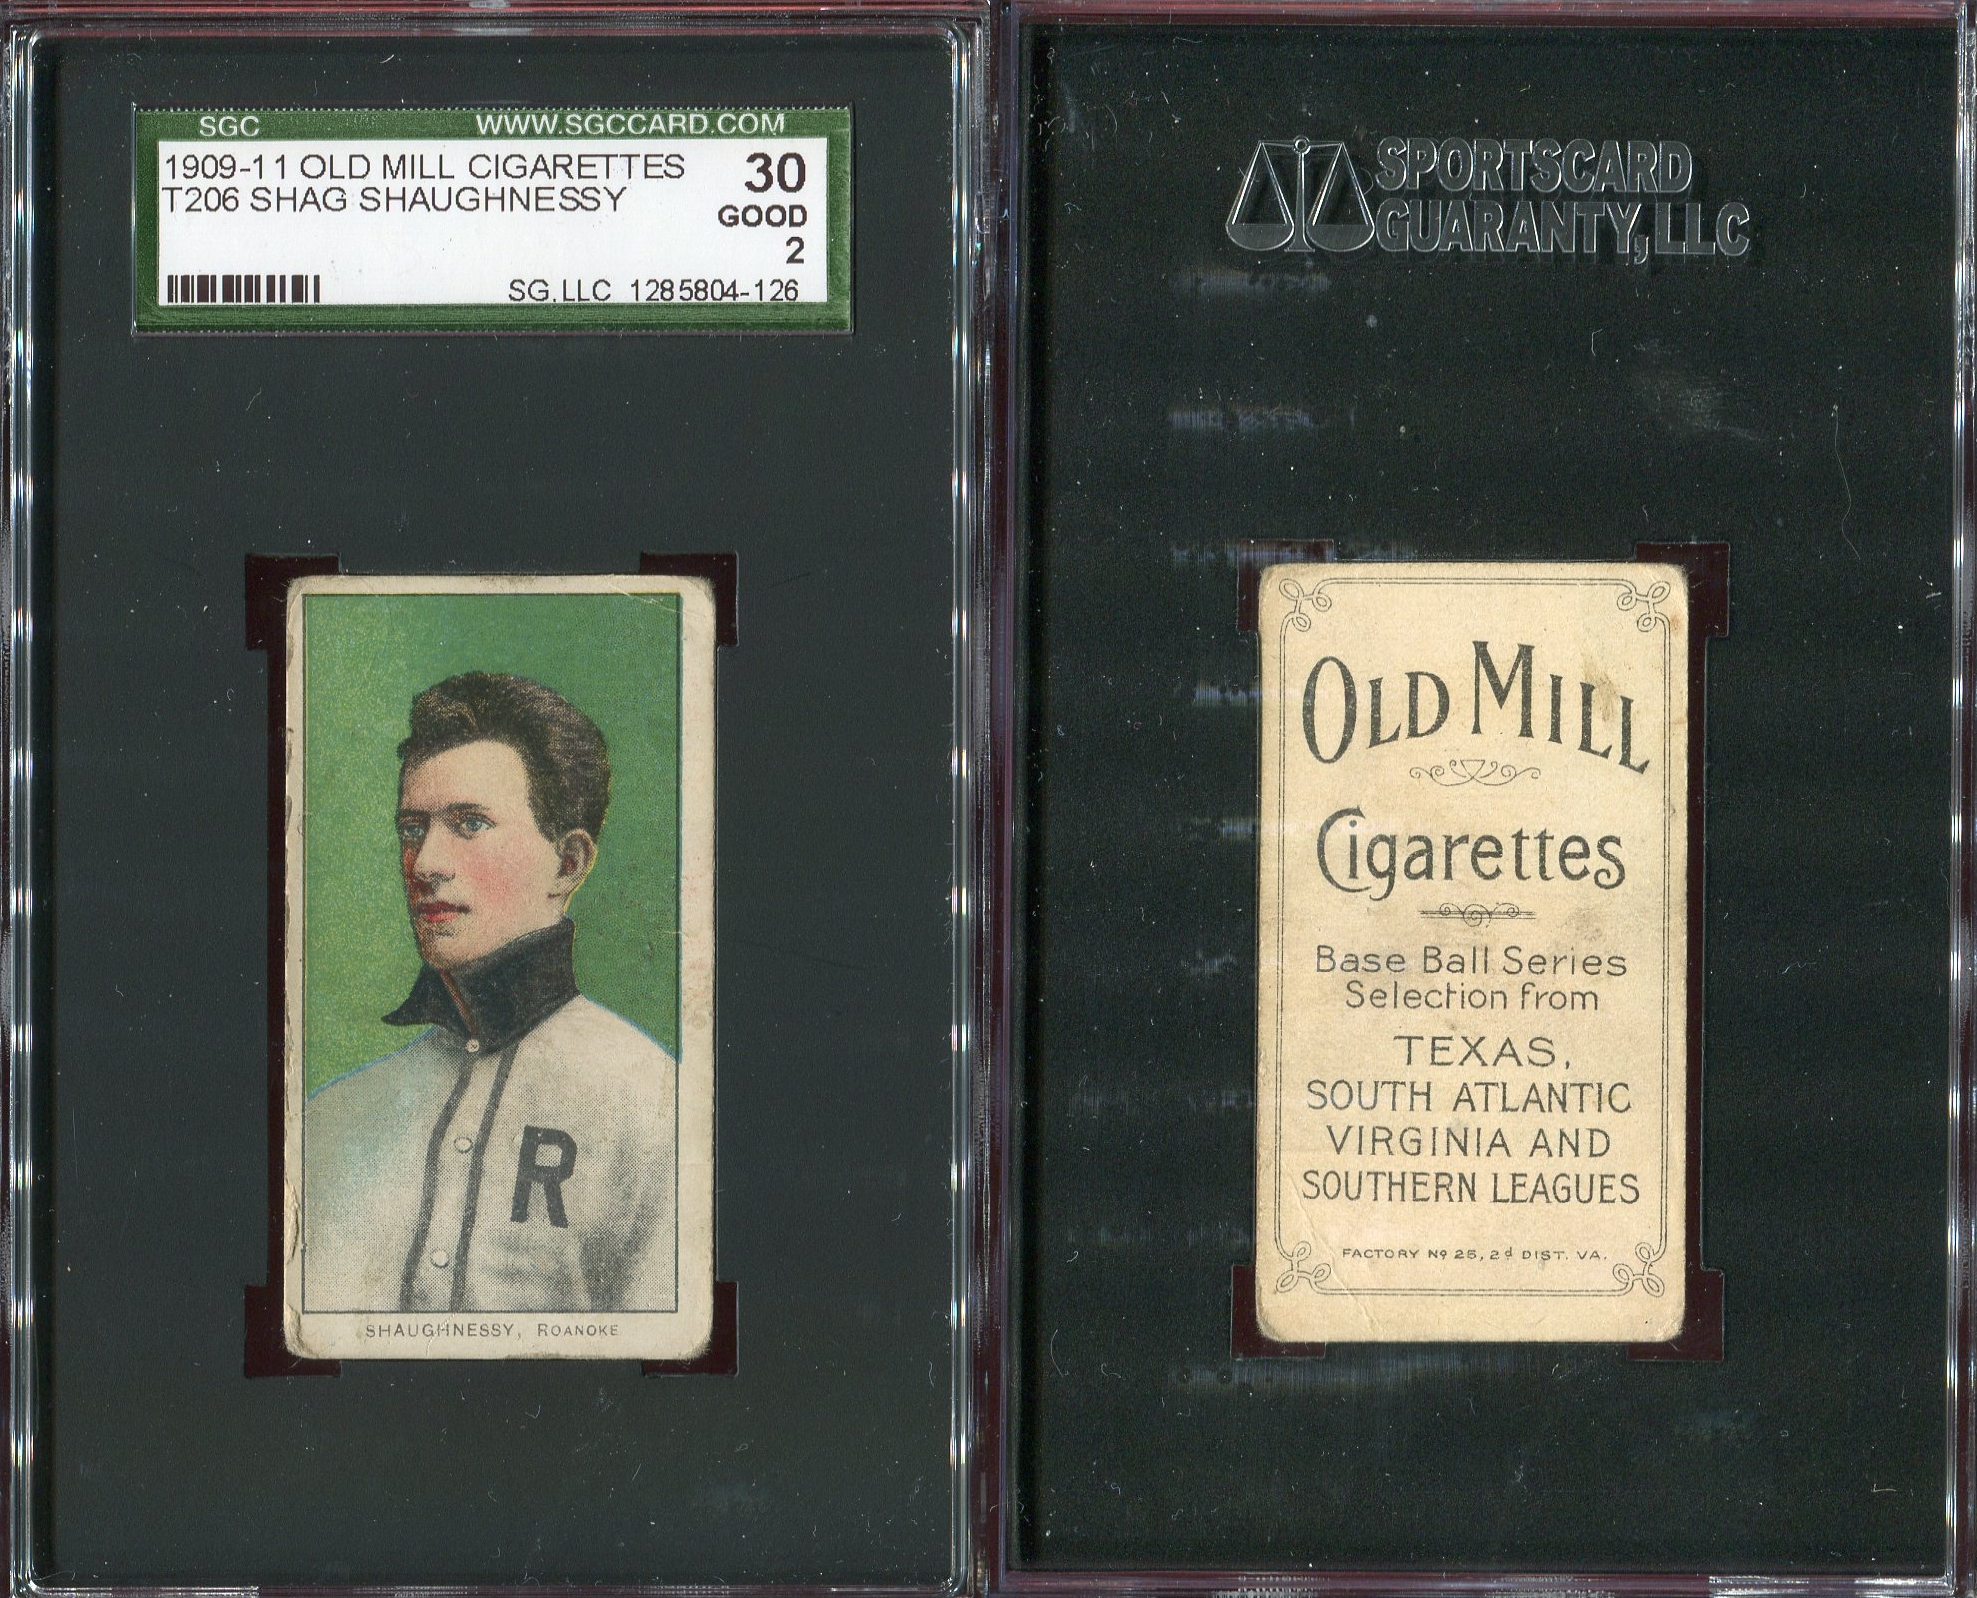 SGC WWW.SGCCARD.COM
1909-11 OLD MILL CIGARETTES 30
T206 SHAG SHAUGHNESSY GOOD
2
SG, LLC 1285804-126
R
SHAUGHNESSY, ROANOKE
SPORTSCARD
GUARANTY, LLC
OLD MILL
Cigarettes
Base Ball Series
Selection from
TEXAS,
SOUTH ATLANTIC
VIRGINIA AND
SOUTHERN LEAGUES
FACTORY Nº 25, 2d DIST. VA.